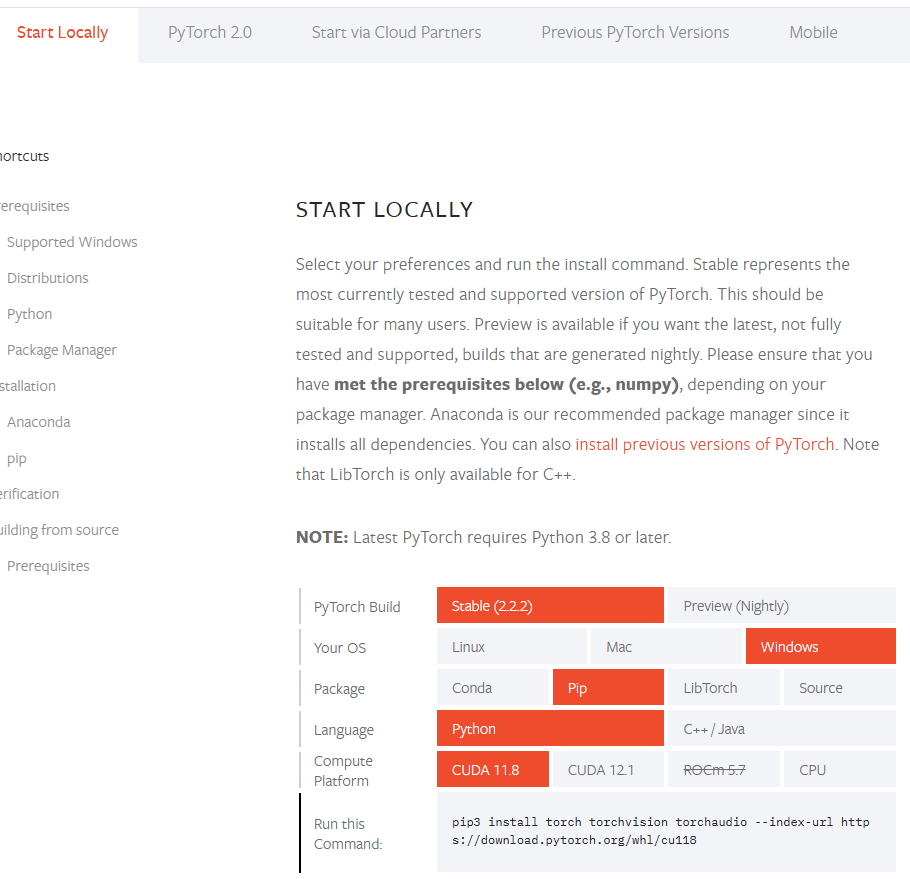 Start Locally PyTorch 2.0 Start via Cloud Partners Previous PyTorch Versions Mobile
hortcuts
erequisites
Supported Windows
Distributions
Python
Package Manager
stallation
Anaconda
pip
erification
uilding from source
Prerequisites
START LOCALLY
Select your preferences and run the install command. Stable represents the
most currently tested and supported version of PyTorch. This should be
suitable for many users. Preview is available if you want the latest, not fully
tested and supported, builds that are generated nightly. Please ensure that you
have met the prerequisites below (e.g., numpy), depending on your
package manager. Anaconda is our recommended package manager since it
installs all dependencies. You can also install previous versions of PyTorch. Note
that LibTorch is only available for C++.
NOTE: Latest PyTorch requires Python 3.8 or later.
PyTorch Build Stable (2.2.2) Preview (Nightly)
Your OS Linux Mac Windows
Package Conda Pip LibTorch Source
Language Python C++ / Java
Compute
Platform
CUDA 11.8 CUDA 12.1 ROCm 5.7 CPU
Run this
Command:
pip3 install torch torchvision torchaudio --index-url http
s://download.pytorch.org/whl/cu118